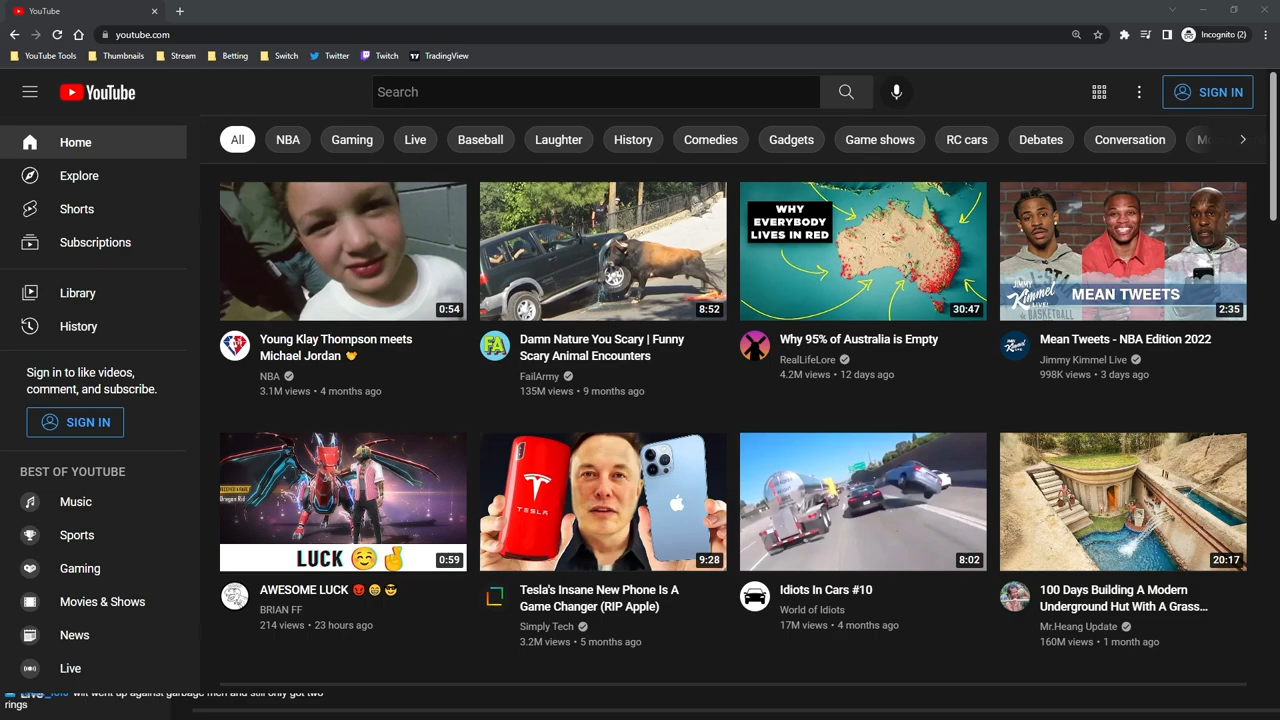 YouTube
youtube.com
Incognito (2)
YouTube Tools
Thumbnails
Stream
Betting
Switch
Twitter
Twitch
TradingView
YouTube
Search
SIGN IN
All
NBA
Gaming
Live
Baseball
Laughter
History
Comedies
Gadgets
Game shows
RC cars
Debates
Conversation
Home
Explore
Shorts
Subscriptions
Library
History
Sign in to like videos,
comment, and subscribe.
SIGN IN
BEST OF YOUTUBE
Music
Sports
Gaming
Movies & Shows
News
Live
0:54
Young Klay Thompson meets
Michael Jordan
NBA
3.1M views • 4 months ago
8:52
FA
Damn Nature You Scary | Funny
Scary Animal Encounters
FailArmy
135M views • 9 months ago
WHY
EVERYBODY
LIVES IN RED
30:47
Why 95% of Australia is Empty
RealLifeLore
4.2M views • 12 days ago
JIMMY
Kimmel
LIVE!
BASKETBALL
MEAN TWEETS
2:35
Mean Tweets - NBA Edition 2022
Jimmy Kimmel Live
998K views • 3 days ago
LUCK ☺️🤞
0:59
AWESOME LUCK 👿😁😎
BRIAN FF
214 views • 23 hours ago
TESLA
9:28
Tesla's Insane New Phone Is A
Game Changer (RIP Apple)
Simply Tech
3.2M views • 5 months ago
8:02
Idiots In Cars #10
World of Idiots
17M views • 4 months ago
20:17
100 Days Building A Modern
Underground Hut With A Grass...
Mr.Heang Update
160M views • 1 month ago
went up against garbage men and still only got two
rings